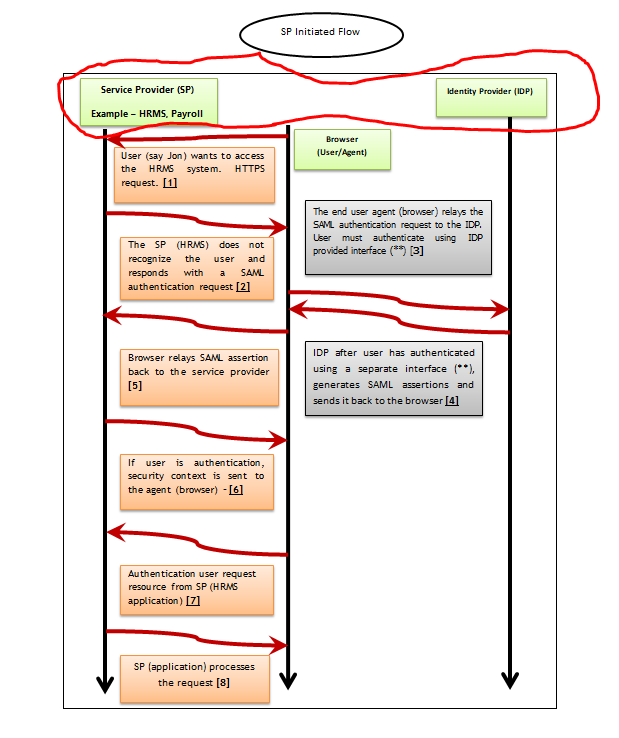 SP Initiated Flow
Service Provider (SP)
Example – HRMS, Payroll
Identity Provider (IDP)
Browser
(User/Agent)
User (say Jon) wants to access
the HRMS system. HTTPS
request. [1]
The end user agent (browser) relays the
SAML authentication request to the IDP.
User must authenticate using IDP
provided interface (**) [3]
The SP (HRMS) does not
recognize the user and
responds with a SAML
authentication request [2]
Browser relays SAML assertion
back to the service provider
[5]
IDP after user has authenticated
using a separate interface (**),
generates SAML assertions and
sends it back to the browser [4]
If user is authentication,
security context is sent to
the agent (browser) - [6]
Authentication user request
resource from SP (HRMS
application) [7]
SP (application) processes
the request [8]